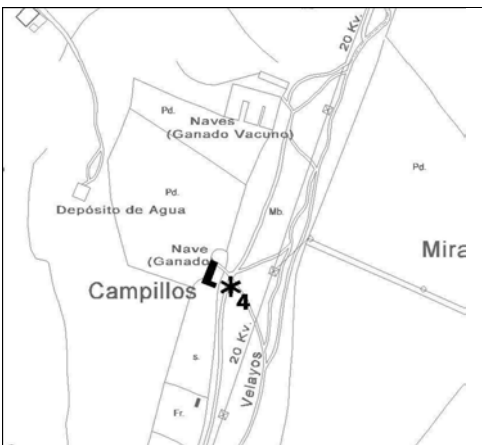 20 Kv.
Pd.
Naves
(Ganado Vacuno)
Pd.
Pd.
Depósito de Agua
Mb.
Nave
(Ganado
Mira
Campillos
4
20 Kv.
s.
Velayos
Fr.